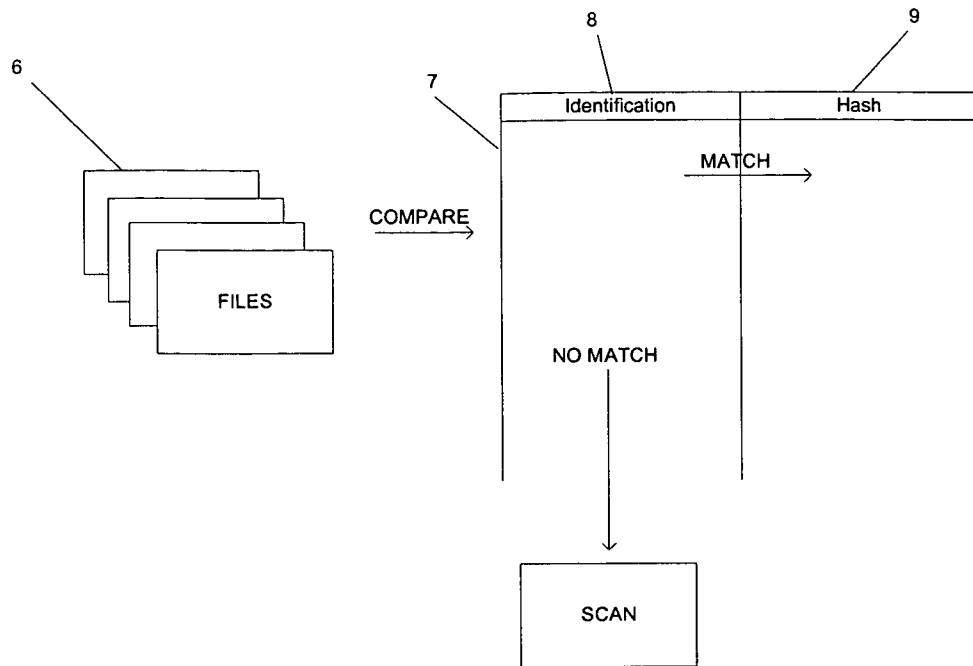 8
9
6
7
Identification
Hash
MATCH
COMPARE
FILES
NO MATCH
SCAN